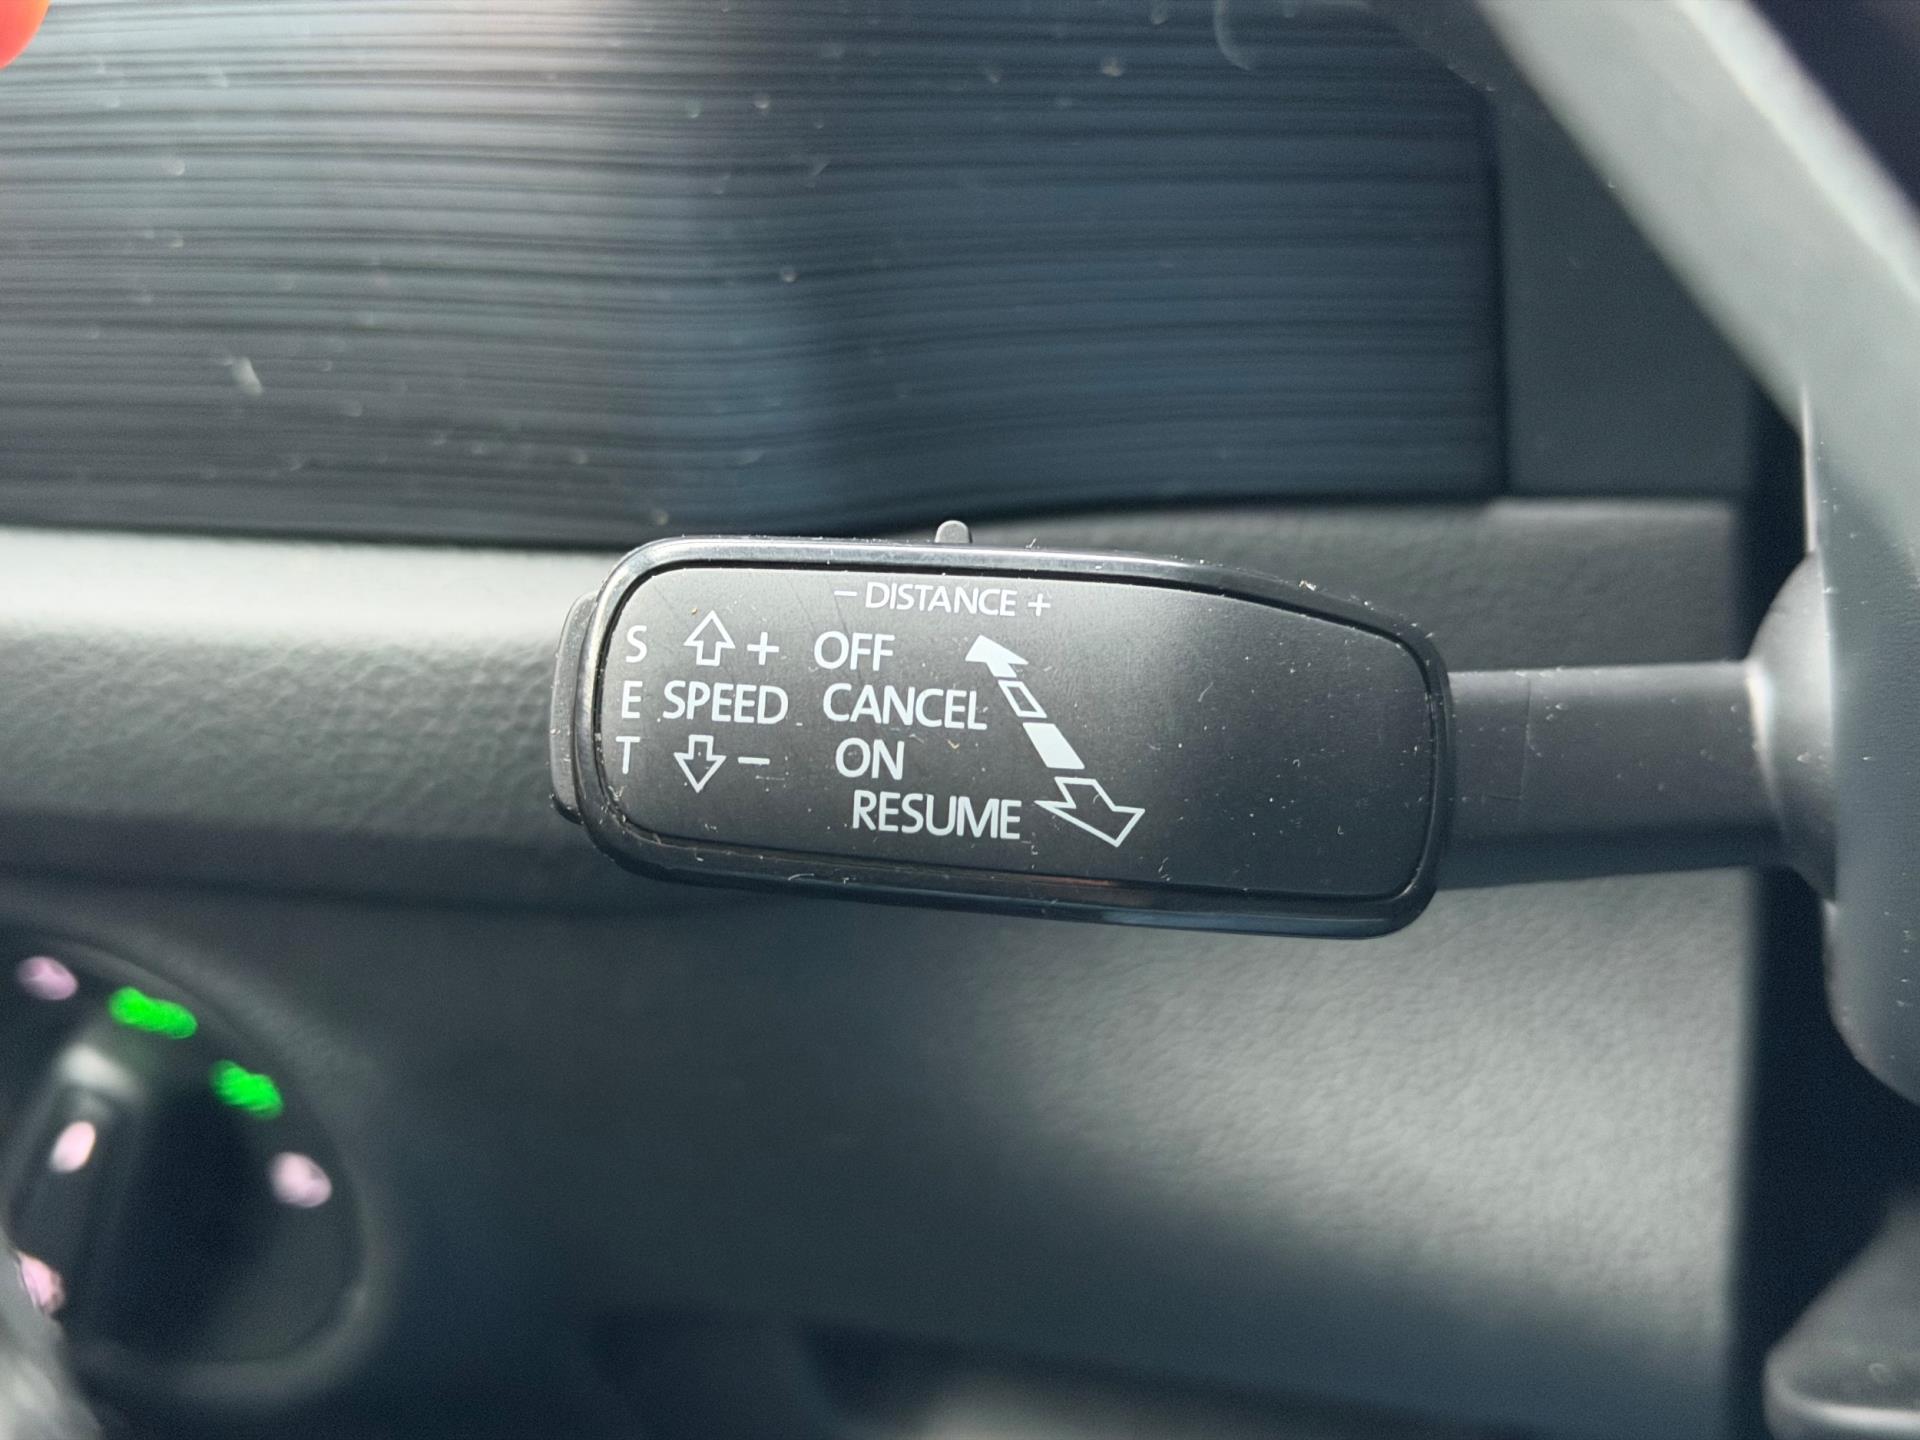 – DISTANCE +
S + OFF
E SPEED CANCEL
T – ON
RESUME